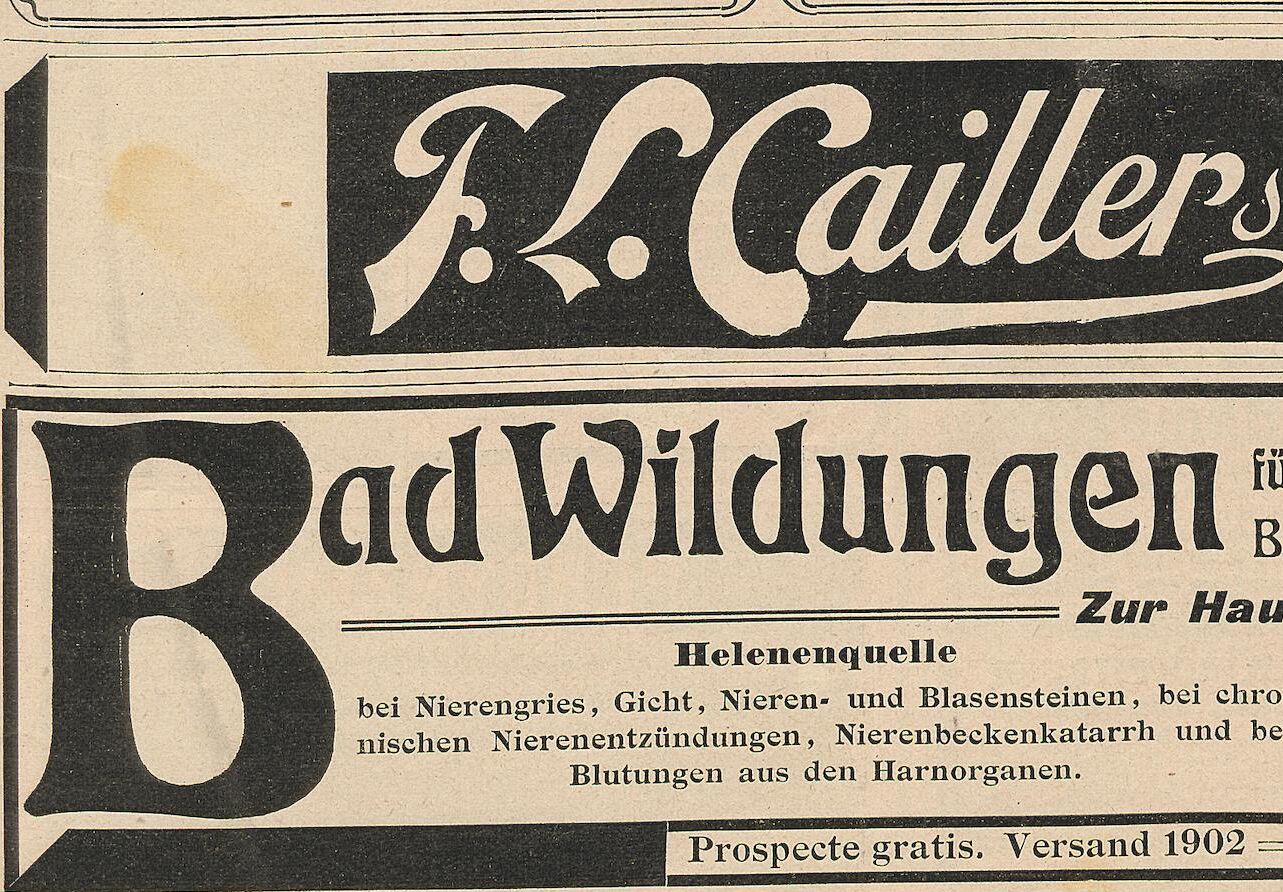 F. L. Caillers
Bad Wildungen
fü
B
Zur Hau
Helenenquelle
bei Nierengries, Gicht, Nieren- und Blasensteinen, bei chro
nischen Nierenentzündungen, Nierenbeckenkatarrh und be
Blutungen aus den Harnorganen.
Prospecte gratis. Versand 1902 =